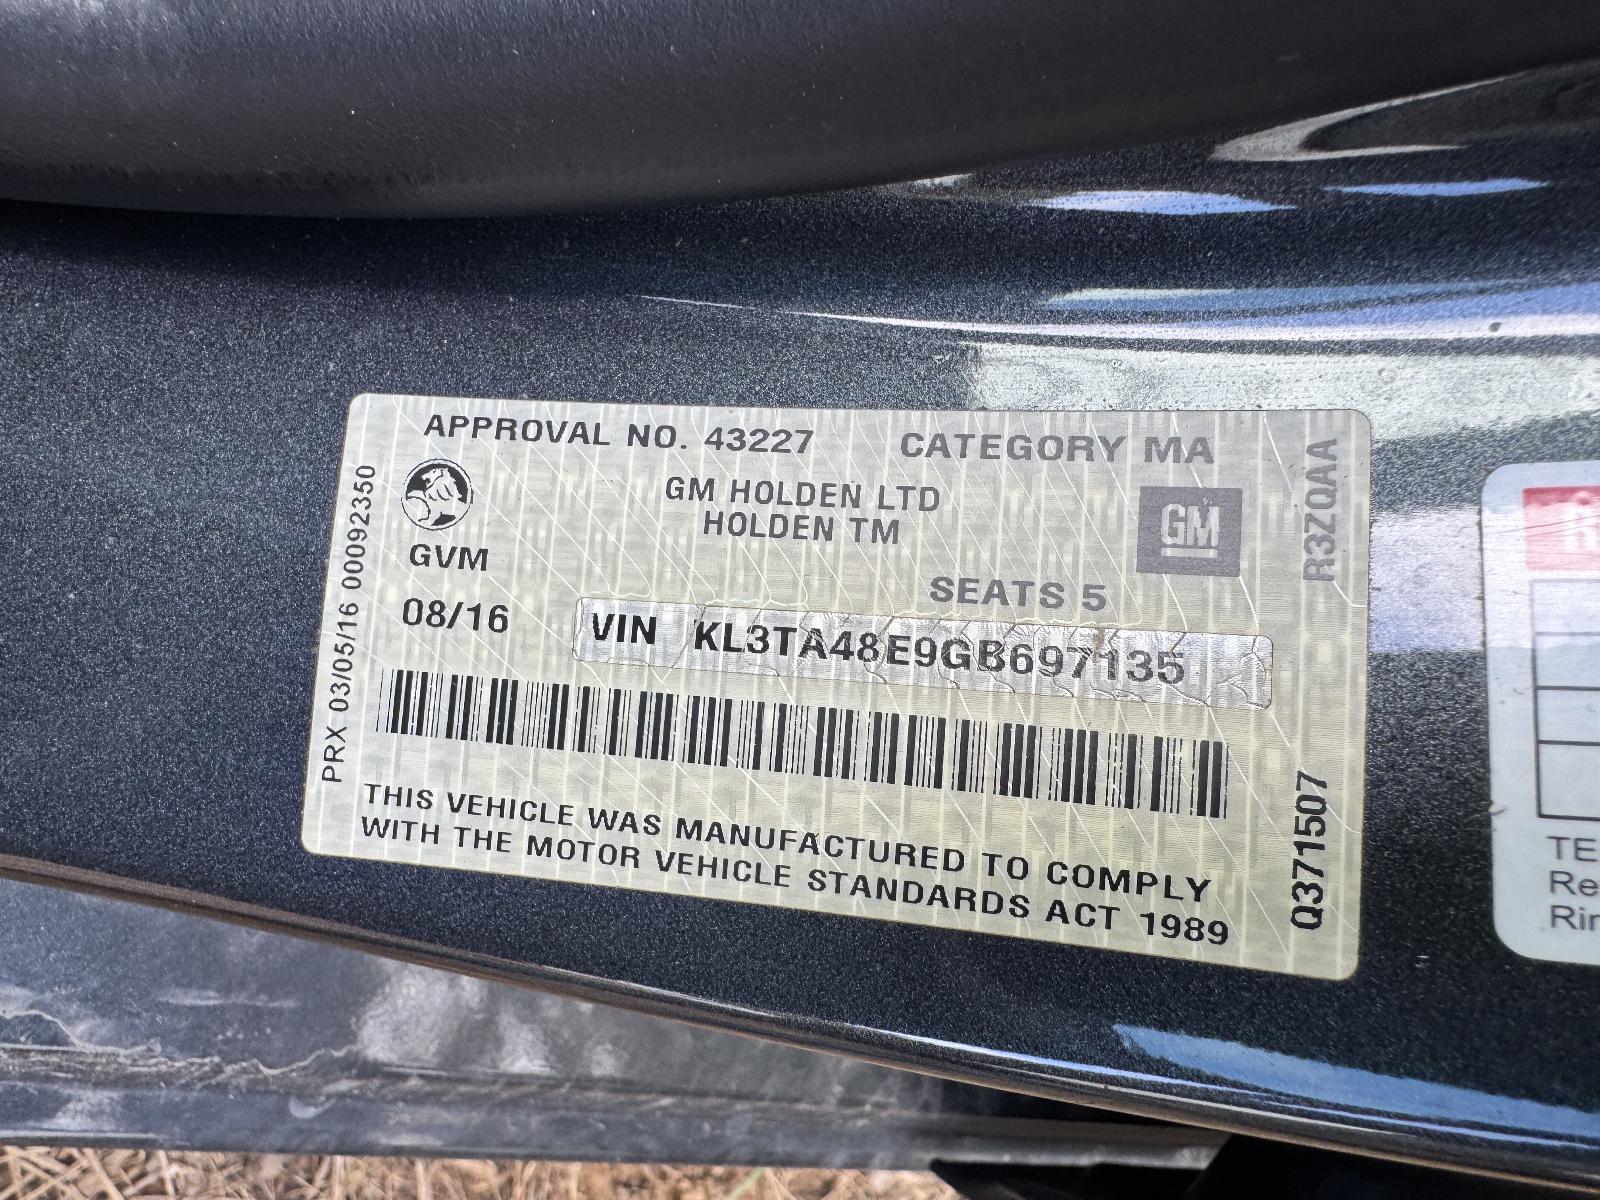 APPROVAL NO. 43227 CATEGORY MA
GM HOLDEN LTD
HOLDEN TM
GM
GVM
SEATS 5
08/16
VIN KL3TA48E9GB697135
THIS VEHICLE WAS MANUFACTURED TO COMPLY
WITH THE MOTOR VEHICLE STANDARDS ACT 1989
PRX 03/05/16 00092350
R3ZQAA
Q371507
TE
Re
Rin